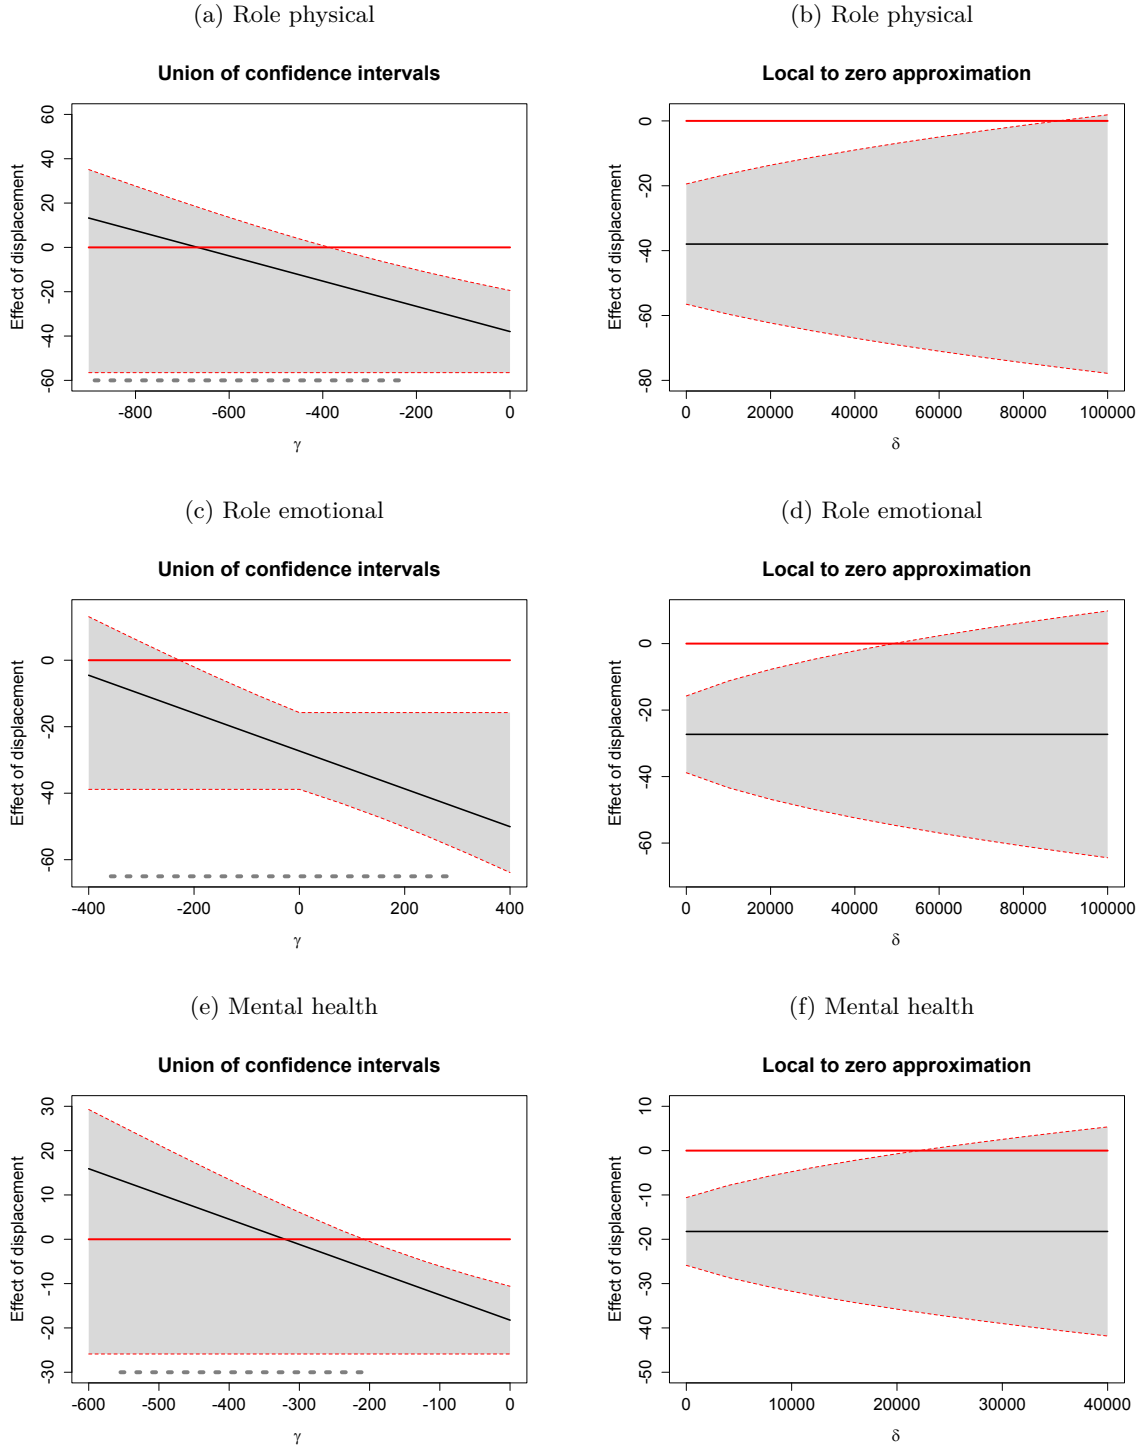 (a) Role physical
Union of confidence intervals
Effect of displacement
60
40
20
0
-20
-40
-60
-800 -600 -400 -200 0
γ
(b) Role physical
Local to zero approximation
Effect of displacement
0
-20
-40
-60
-80
0 20000 40000 60000 80000 100000
δ
(c) Role emotional
Union of confidence intervals
Effect of displacement
0
-20
-40
-60
-400 -200 0 200 400
γ
(d) Role emotional
Local to zero approximation
Effect of displacement
0
-20
-40
-60
0 20000 40000 60000 80000 100000
δ
(e) Mental health
Union of confidence intervals
Effect of displacement
30
20
10
0
-10
-20
-30
-600 -500 -400 -300 -200 -100 0
γ
(f) Mental health
Local to zero approximation
Effect of displacement
10
0
-10
-20
-30
-40
-50
0 10000 20000 30000 40000
δ